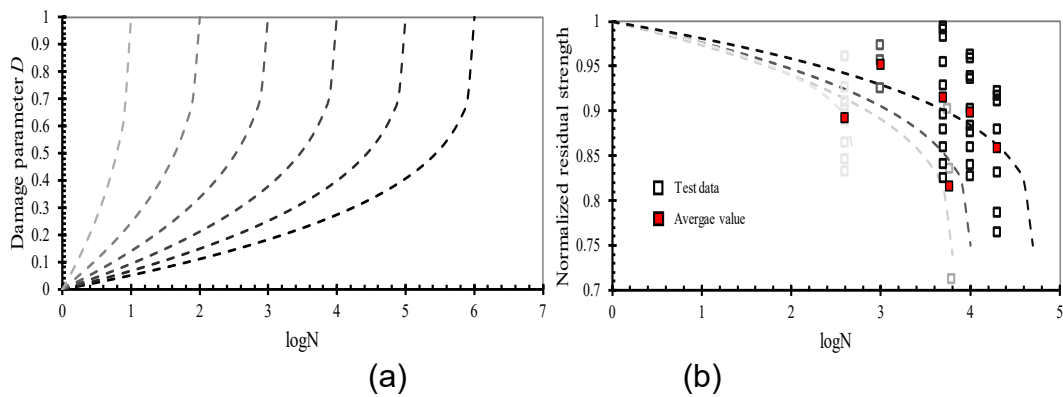 Damage parameter D
1
0.9
0.8
0.7
0.6
0.5
0.4
0.3
0.2
0.1
0
0 1 2 3 4 5 6 7
logN
(a)
Normalized residual strength
1
0.95
0.9
0.85
0.8
0.75
0.7
Test data
Avergae value
0 1 2 3 4 5
logN
(b)